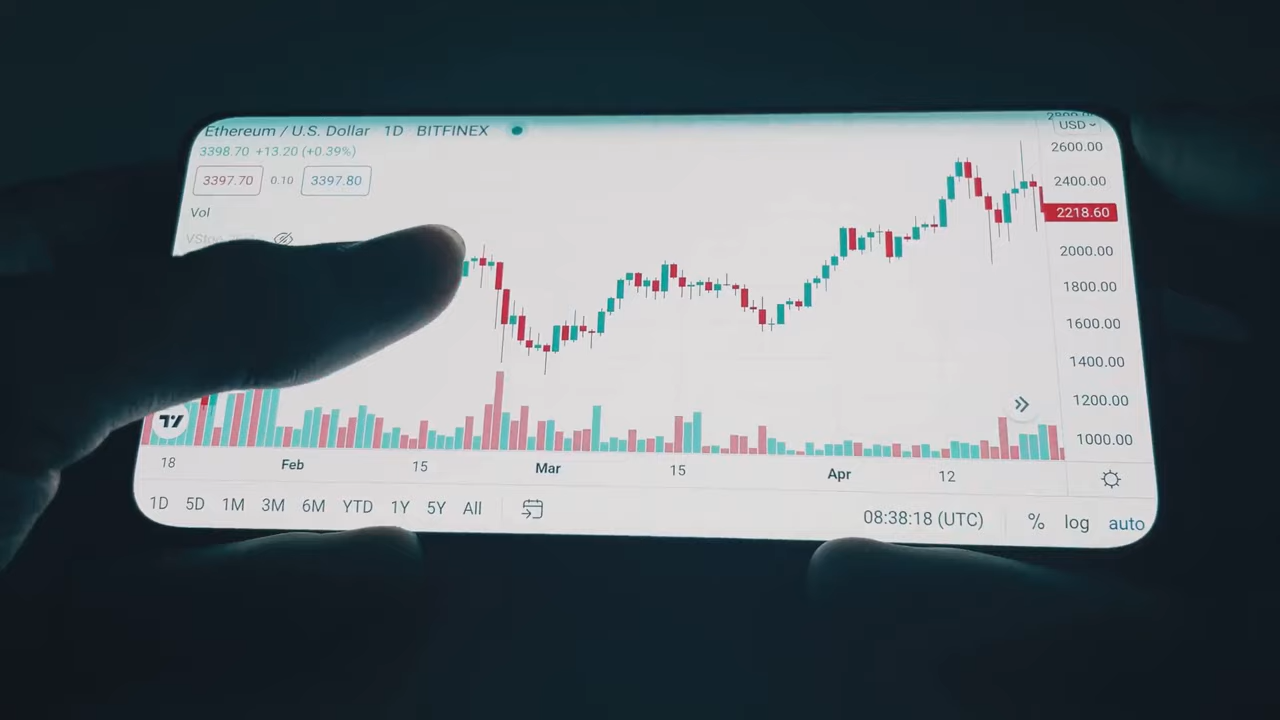 Ethereum / U.S. Dollar 1D BITFINEX
USD
3398.70 +13.20 (+0.39%)
2600.00
3397.70 0.10 3397.80
2400.00
Vol
2218.60
2000.00
1800.00
1600.00
1400.00
1200.00
1000.00
18 Feb 15 Mar 15 Apr 12
1D 5D 1M 3M 6M YTD 1Y 5Y All
08:38:18 (UTC) % log auto